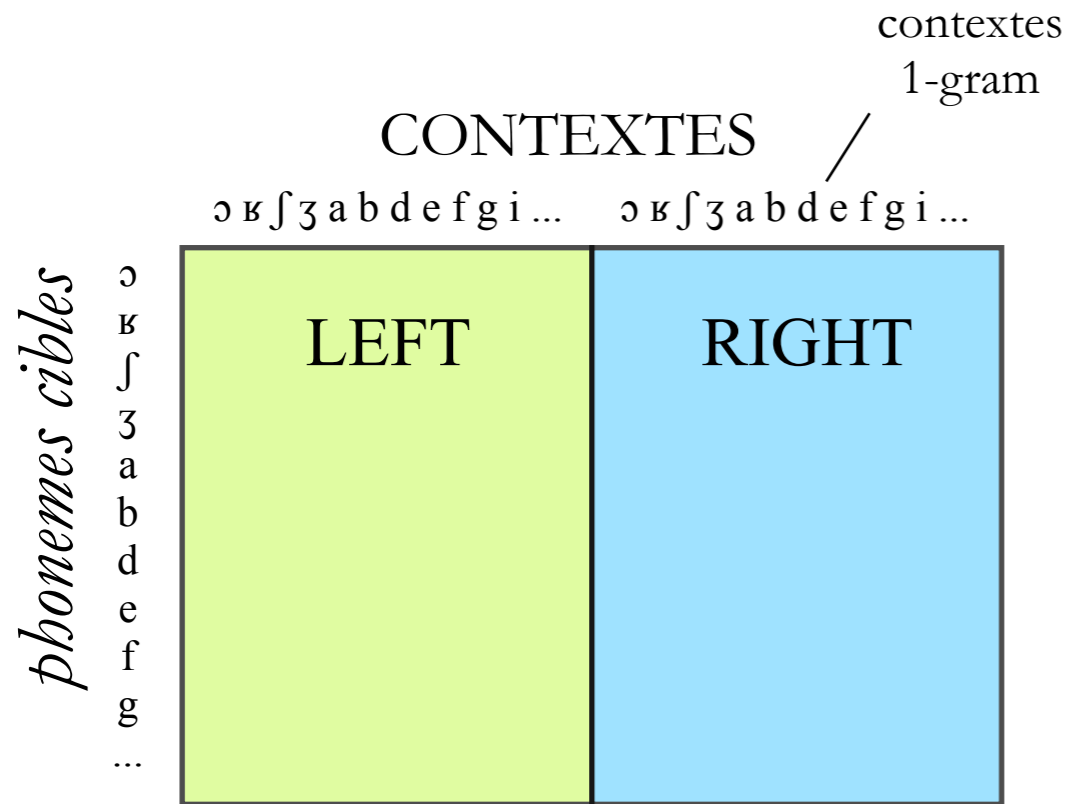 contextes
1-gram
CONTEXTES
ɔ ʁ ʃ ʒ a b d e f g i ... ɔ ʁ ʃ ʒ a b d e f g i ...
phonemes cibles
ɔ
ʁ
ʃ
ʒ
a
b
d
e
f
g
...
LEFT
RIGHT